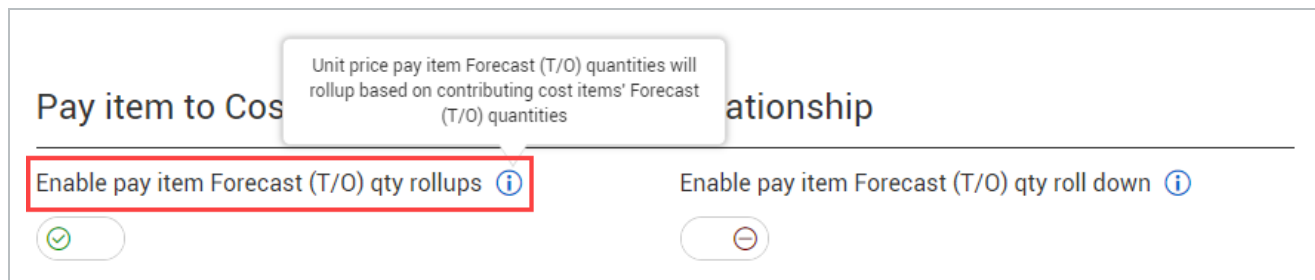 Unit price pay item Forecast (T/O) quantities will
rollup based on contributing cost items' Forecast
(T/O) quantities
Pay item to Cos ationship
Enable pay item Forecast (T/O) qty rollups
Enable pay item Forecast (T/O) qty roll down